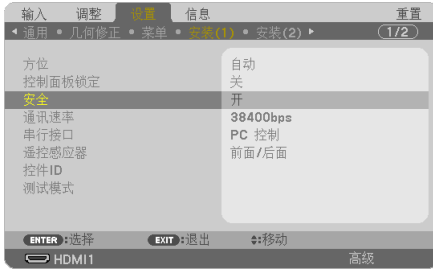 输入 调整 设置 信息 重置
◀ 通用 • 几何修正 • 菜单 • 安装(1) • 安装(2) ▶ 1/2
方位 自动
控制面板锁定 关
安全 开
通讯速率 38400bps
串行接口 PC 控制
遥控感应器 前面/后面
控件ID
测试模式
ENTER:选择 EXIT:退出 ⬍:移动
HDMI1 高级